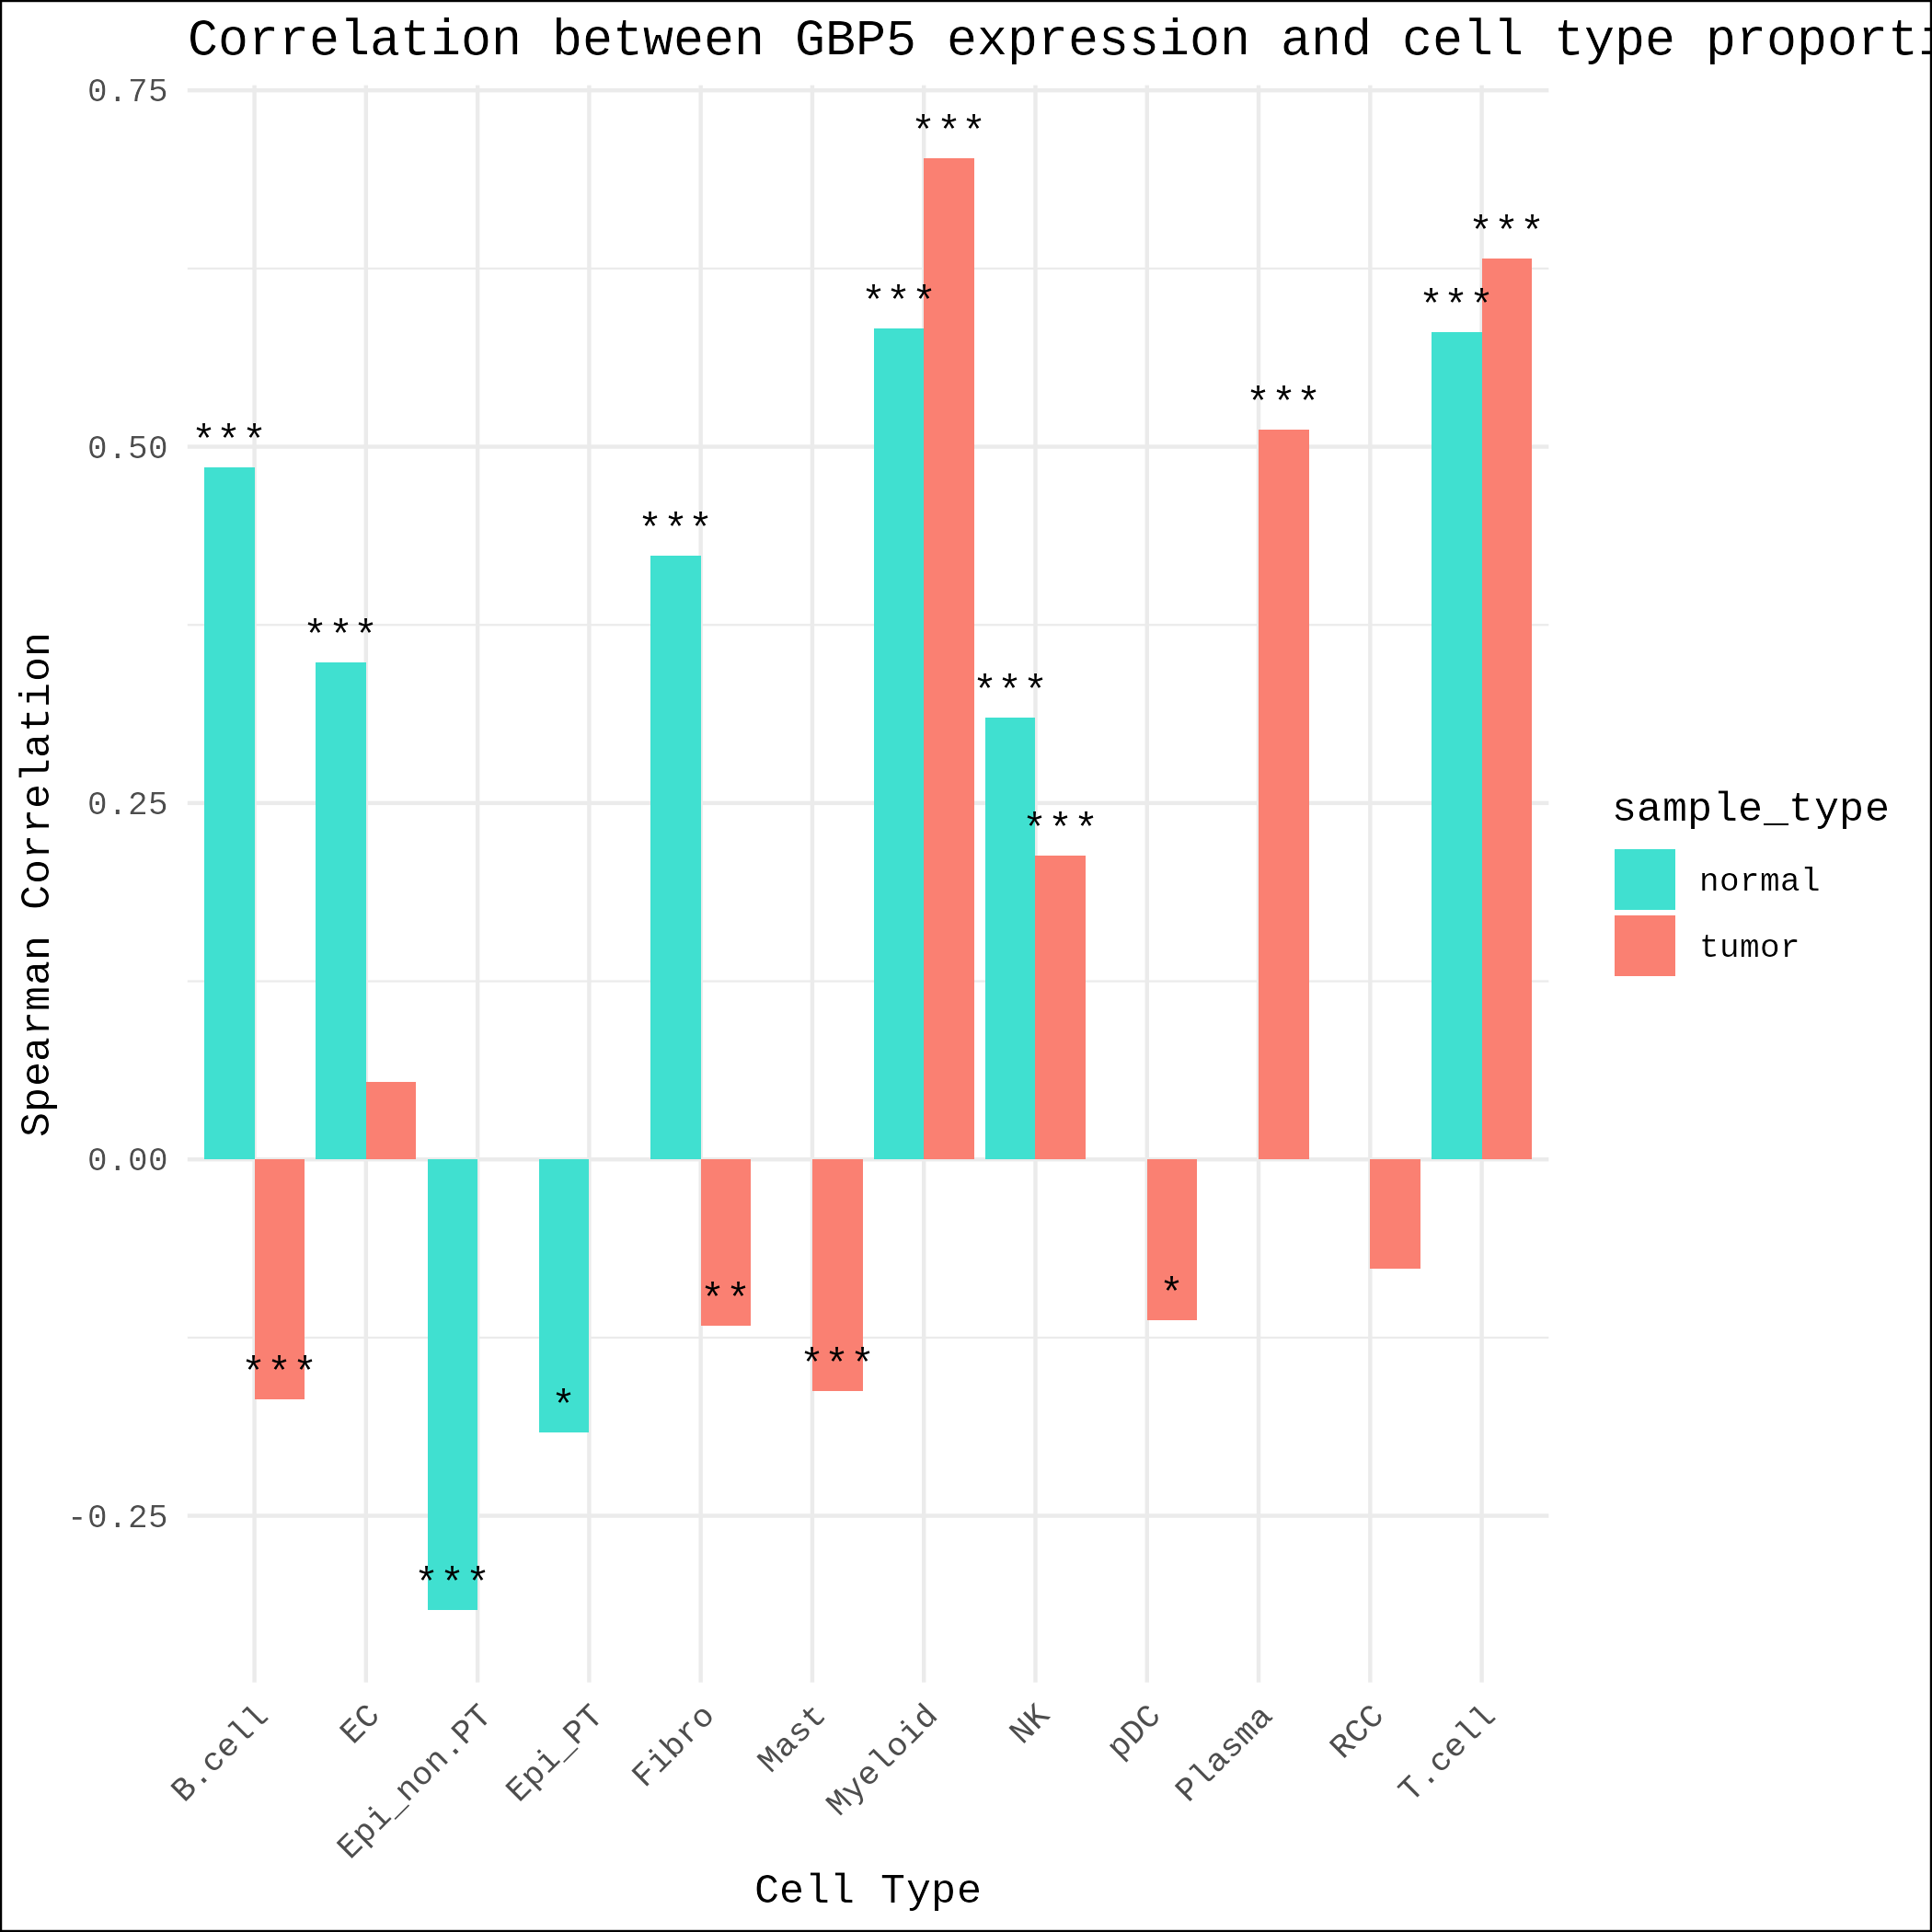 Correlation between GBP5 expression and cell type proporti
0.75
0.50
0.25
0.00
-0.25
Spearman Correlation
***
***
***
***
***
***
***
***
***
***
***
***
*
**
***
*
sample_type
normal
tumor
B.cell
EC
Epi_non.PT
Epi_PT
Fibro
Mast
Myeloid
NK
pDC
Plasma
RCC
T.cell
Cell Type